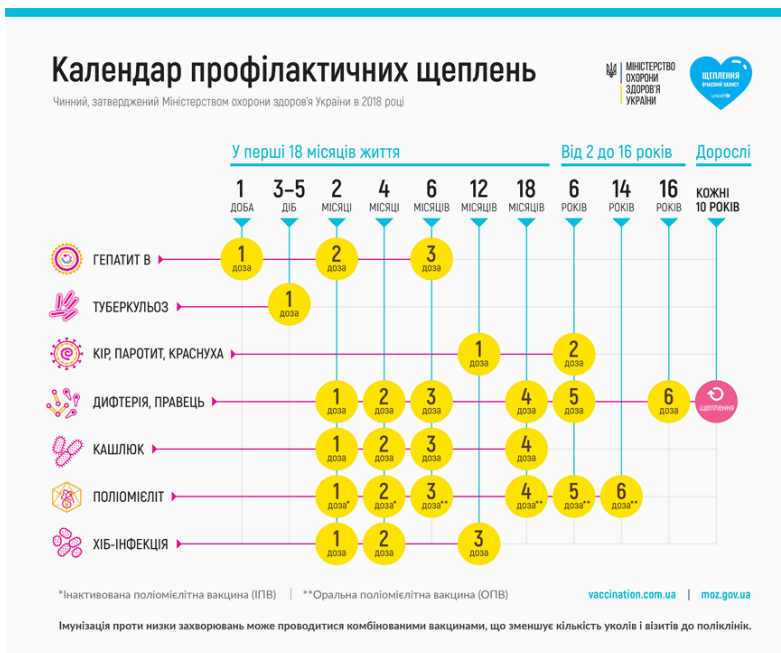 Календар профілактичних щеплень
Чинний, затверджений Міністерством охорони здоров'я України в 2018 році
МІНІСТЕРСТВО
ОХОРОНИ
ЗДОРОВ'Я
УКРАЇНИ
ЩЕПЛЕННЯ
ВЧАСНИЙ ЗАХИСТ
unicef
У перші 18 місяців життя
Від 2 до 16 років
Дорослі
1 ДОБА
3–5 ДІБ
2 МІСЯЦІ
4 МІСЯЦІ
6 МІСЯЦІВ
12 МІСЯЦІВ
18 МІСЯЦІВ
6 РОКІВ
14 РОКІВ
16 РОКІВ
КОЖНІ
10 РОКІВ
ГЕПАТИТ В 1 доза 2 доза 3 доза
ТУБЕРКУЛЬОЗ 1 доза
КІР, ПАРОТИТ, КРАСНУХА 1 доза 2 доза
ДИФТЕРІЯ, ПРАВЕЦЬ 1 доза 2 доза 3 доза 4 доза 5 доза 6 доза щеплення
КАШЛЮК 1 доза 2 доза 3 доза 4 доза
ПОЛІОМІЄЛІТ 1 доза* 2 доза* 3 доза** 4 доза** 5 доза** 6 доза**
ХІБ-ІНФЕКЦІЯ 1 доза 2 доза 3 доза
*Інактивована поліомієлітна вакцина (ІПВ) | **Оральна поліомієлітна вакцина (ОПВ)
vaccination.com.ua | moz.gov.ua
Імунізація проти низки захворювань може проводитися комбінованими вакцинами, що зменшує кількість уколів і візитів до поліклінік.